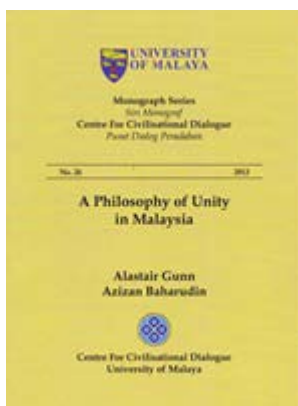 UNIVERSITY
OF MALAYA
Monograph Series
Siri Monograf
Centre For Civilisational Dialogue
Pusat Dialog Peradaban
No. 26 2013
A Philosophy of Unity
in Malaysia
Alastair Gunn
Azizan Baharudin
Centre For Civilisational Dialogue
University of Malaya